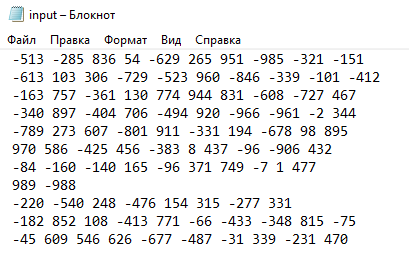 input – Блокнот
Файл Правка Формат Вид Справка
-513 -285 836 54 -629 265 951 -985 -321 -151
-613 103 306 -729 -523 960 -846 -339 -101 -412
-163 757 -361 130 774 944 831 -608 -727 467
-340 897 -404 706 -494 920 -966 -961 -2 344
-789 273 607 -801 911 -331 194 -678 98 895
970 586 -425 456 -383 8 437 -96 -906 432
-84 -160 -140 165 -96 371 749 -7 1 477
989 -988
-220 -540 248 -476 154 315 -277 331
-182 852 108 -413 771 -66 -433 -348 815 -75
-45 609 546 626 -677 -487 -31 339 -231 470